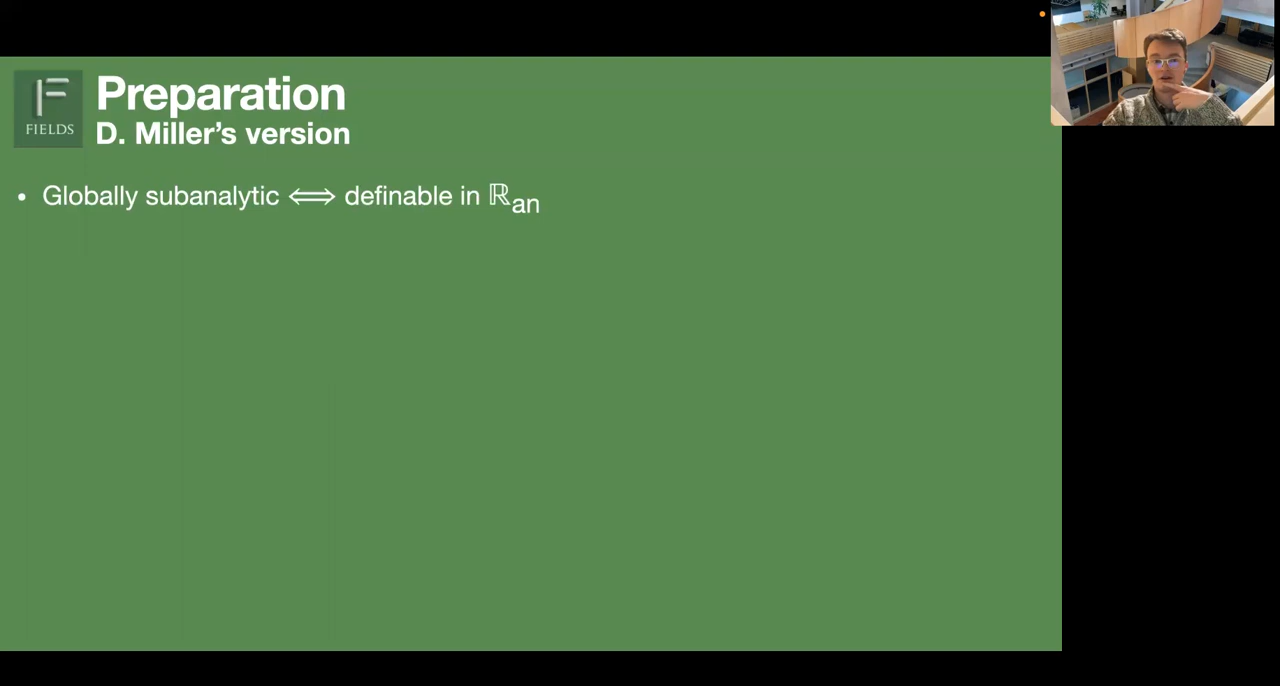 FIELDS
Preparation
D. Miller's version
• Globally subanalytic ⟺ definable in ℝan